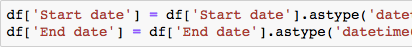 df['Start date'] = df['Start date'].astype('date
df['End date'] = df['End date'].astype('datetime